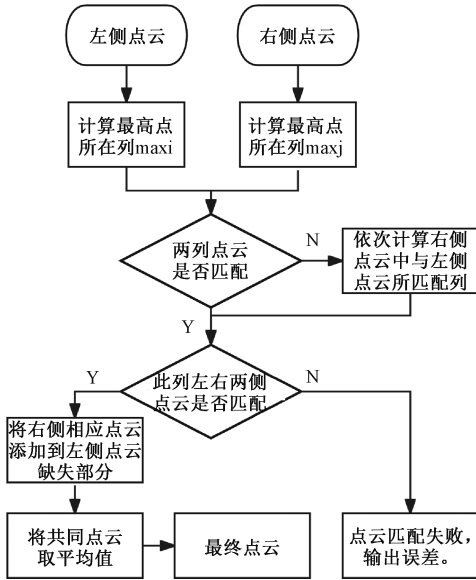 左侧点云
右侧点云
计算最高点
所在列maxi
计算最高点
所在列maxj
两列点云
是否匹配
N
依次计算右侧
点云中与左侧
点云所匹配列
Y
此列左右两侧
点云是否匹配
Y
N
将右侧相应点云
添加到左侧点云
缺失部分
将共同点云
取平均值
最终点云
点云匹配失败，
输出误差。